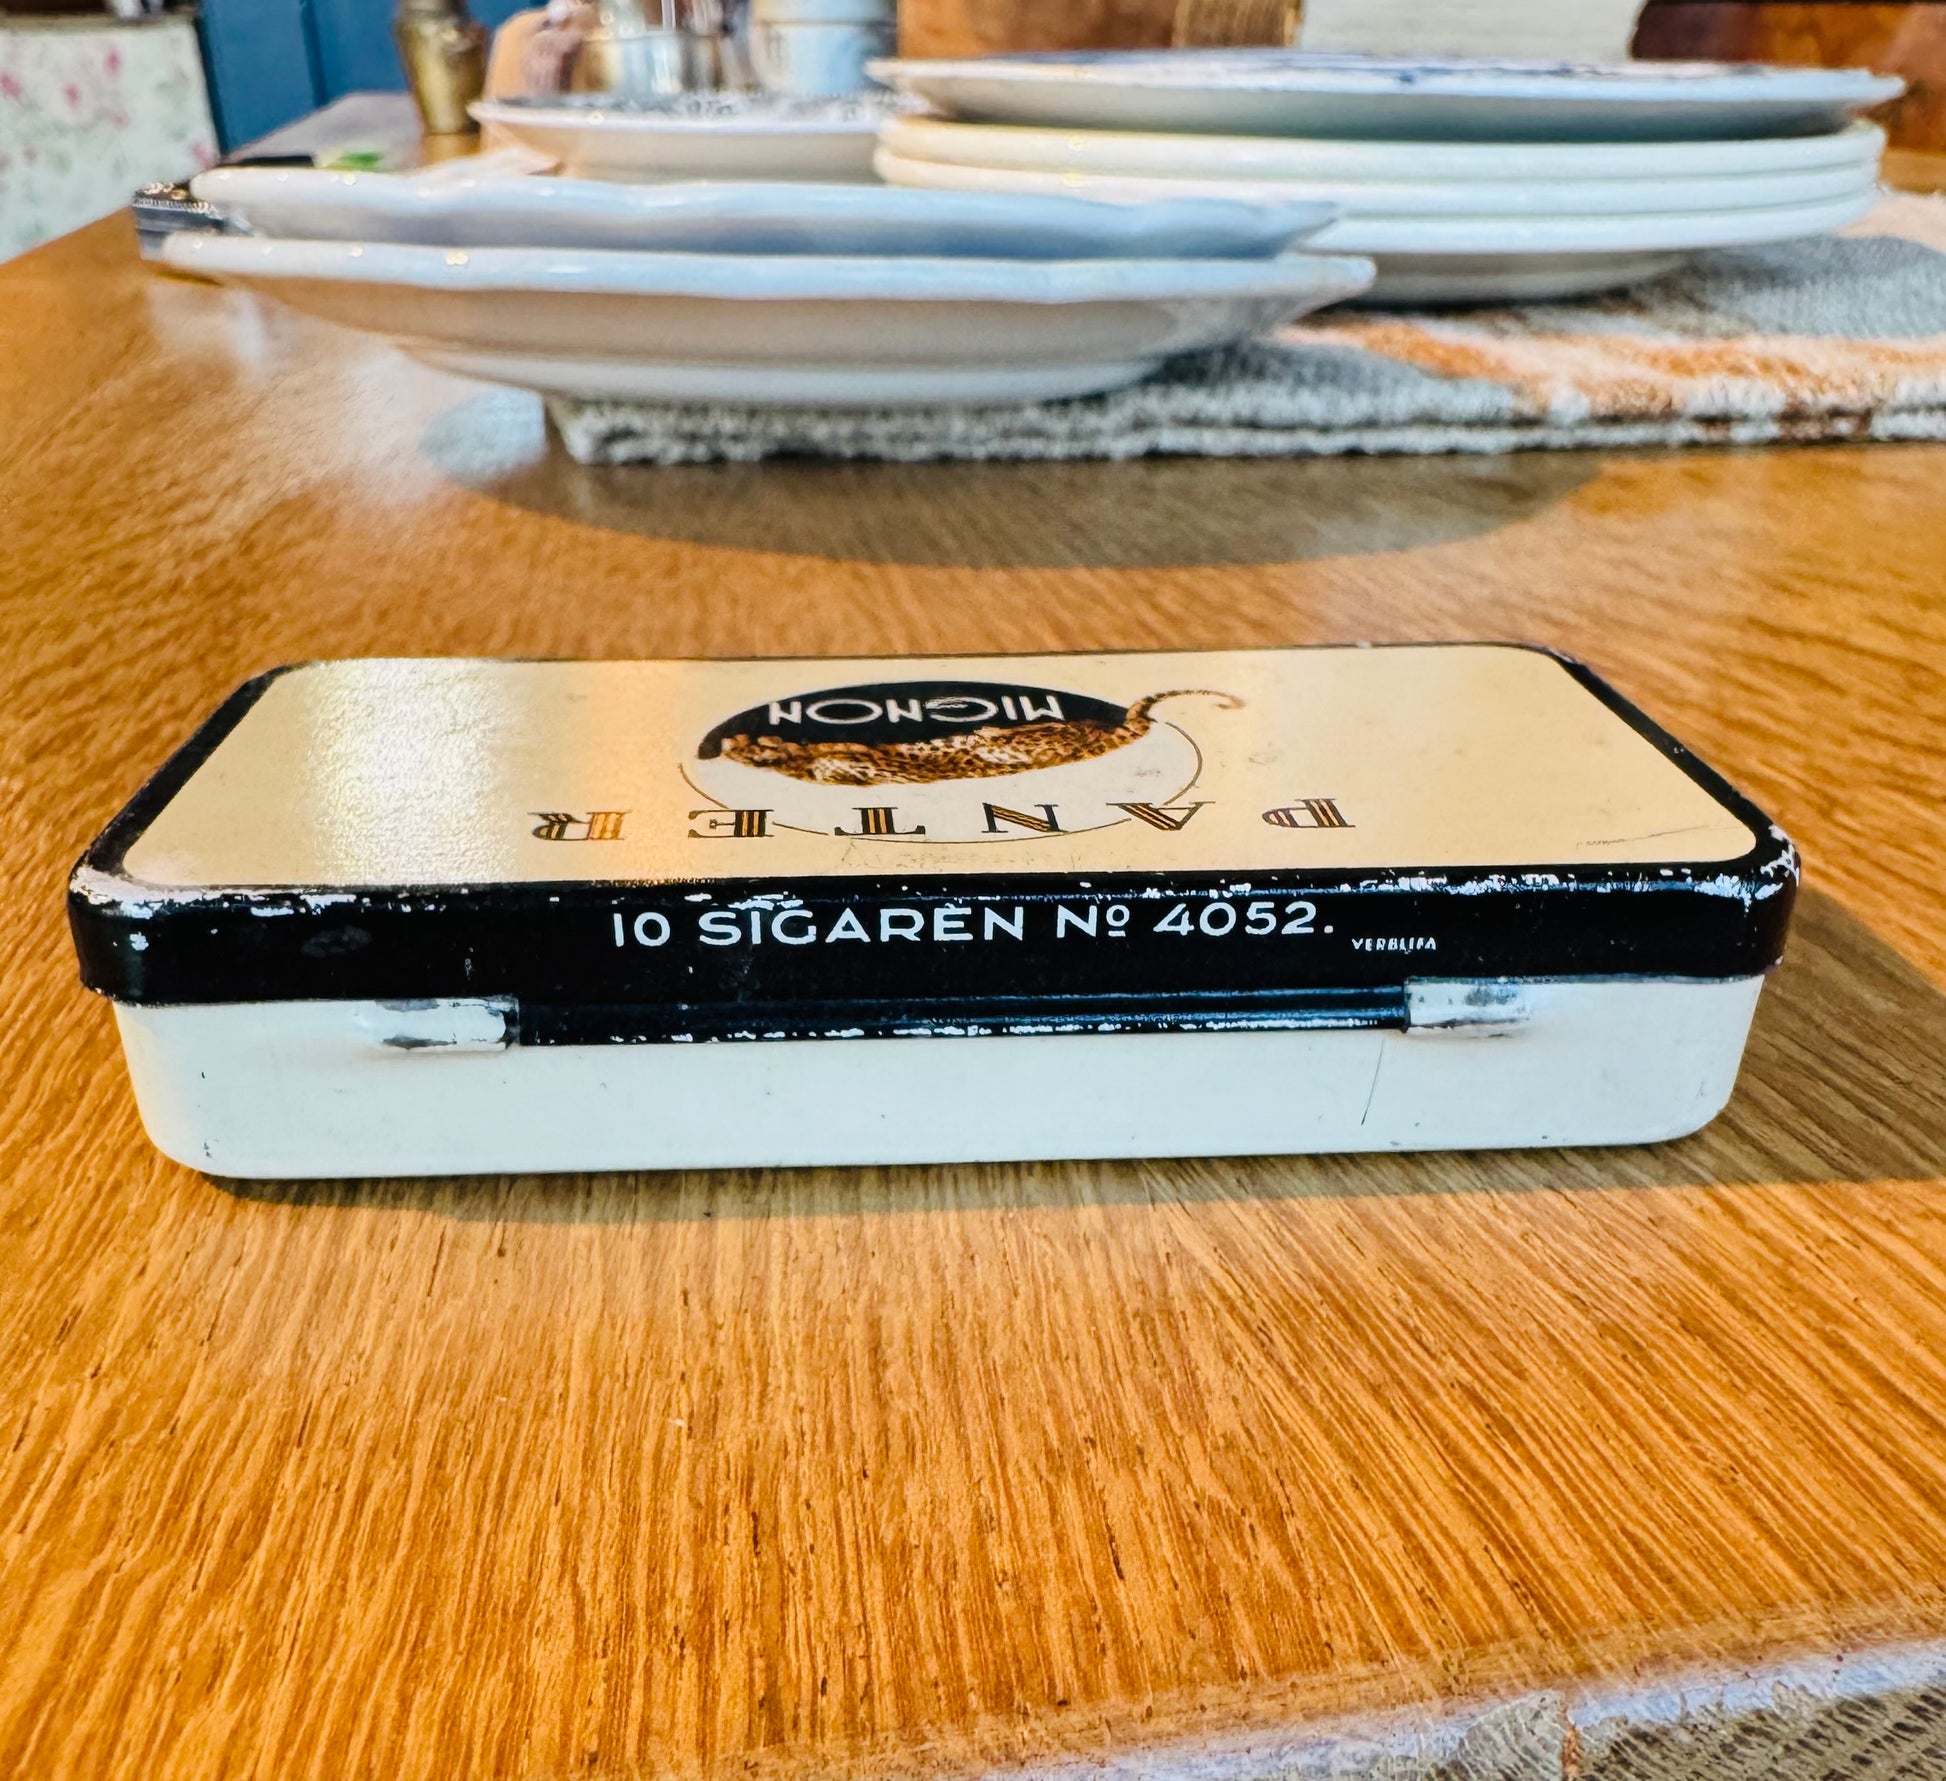 MIGNON
PANTER
10 SIGAREN No 4052.
VERBLIFA